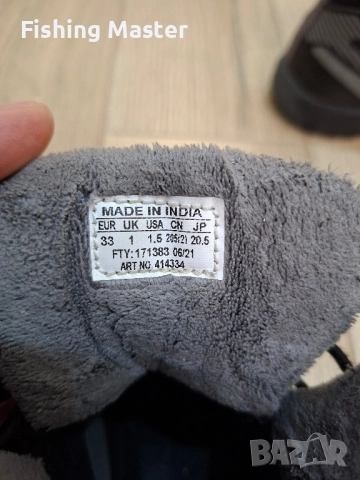 Fishing Master
MADE IN INDIA
EUR UK USA CN JP
33 1 1.5 205(2) 20.5
FTY:171383 06/21
ART NO 414334
BAZAR